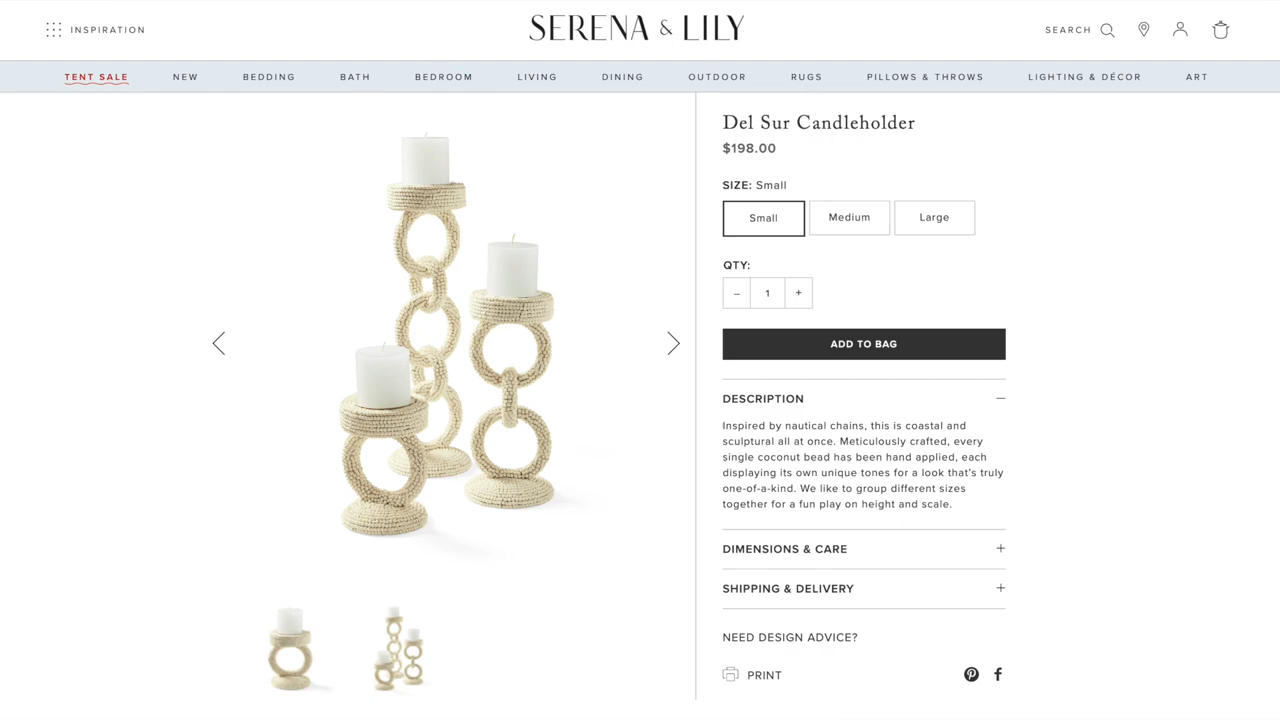 INSPIRATION
SERENA & LILY
SEARCH
TENT SALE
NEW
BEDDING
BATH
BEDROOM
LIVING
DINING
OUTDOOR
RUGS
PILLOWS & THROWS
LIGHTING & DÉCOR
ART
Del Sur Candleholder
$198.00
SIZE: Small
Small
Medium
Large
QTY:
– 1 +
ADD TO BAG
DESCRIPTION
Inspired by nautical chains, this is coastal and
sculptural all at once. Meticulously crafted, every
single coconut bead has been hand applied, each
displaying its own unique tones for a look that's truly
one-of-a-kind. We like to group different sizes
together for a fun play on height and scale.
DIMENSIONS & CARE
SHIPPING & DELIVERY
NEED DESIGN ADVICE?
PRINT